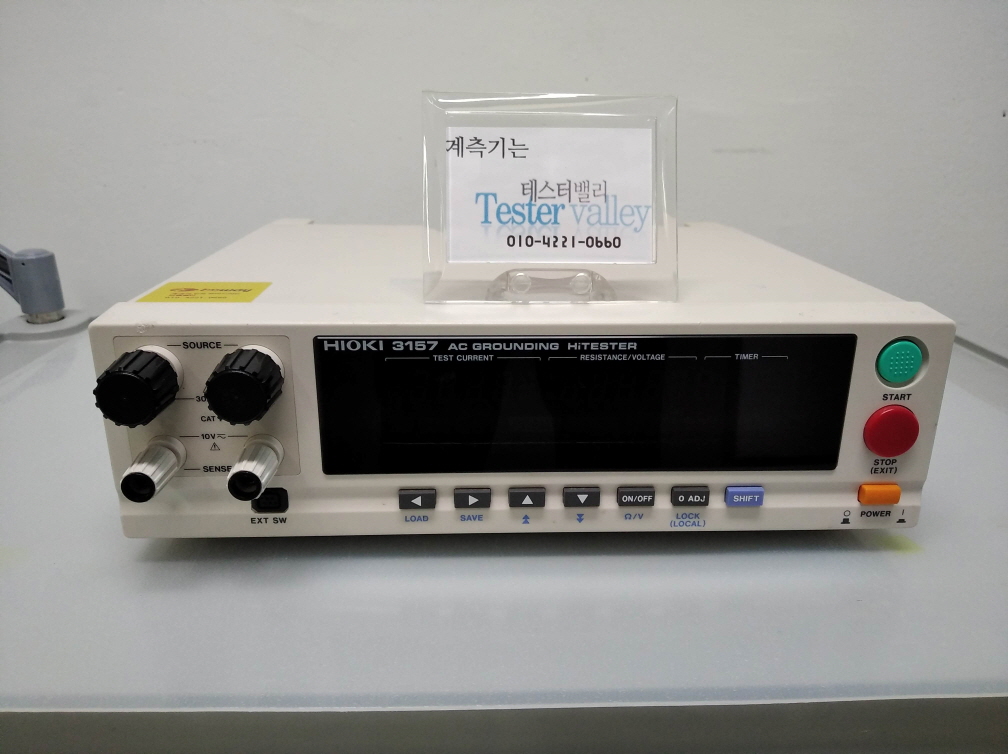 계측기는
테스터밸리
Tester valley
010-4221-0660
HIOKI 3157 AC GROUNDING HiTESTER
TEST CURRENT RESISTANCE/VOLTAGE TIMER
SOURCE
CAT
10V
SENSE
EXT SW
START
STOP
(EXIT)
ON/OFF 0 ADJ SHIFT
LOAD SAVE Ω/V LOCK
(LOCAL)
POWER